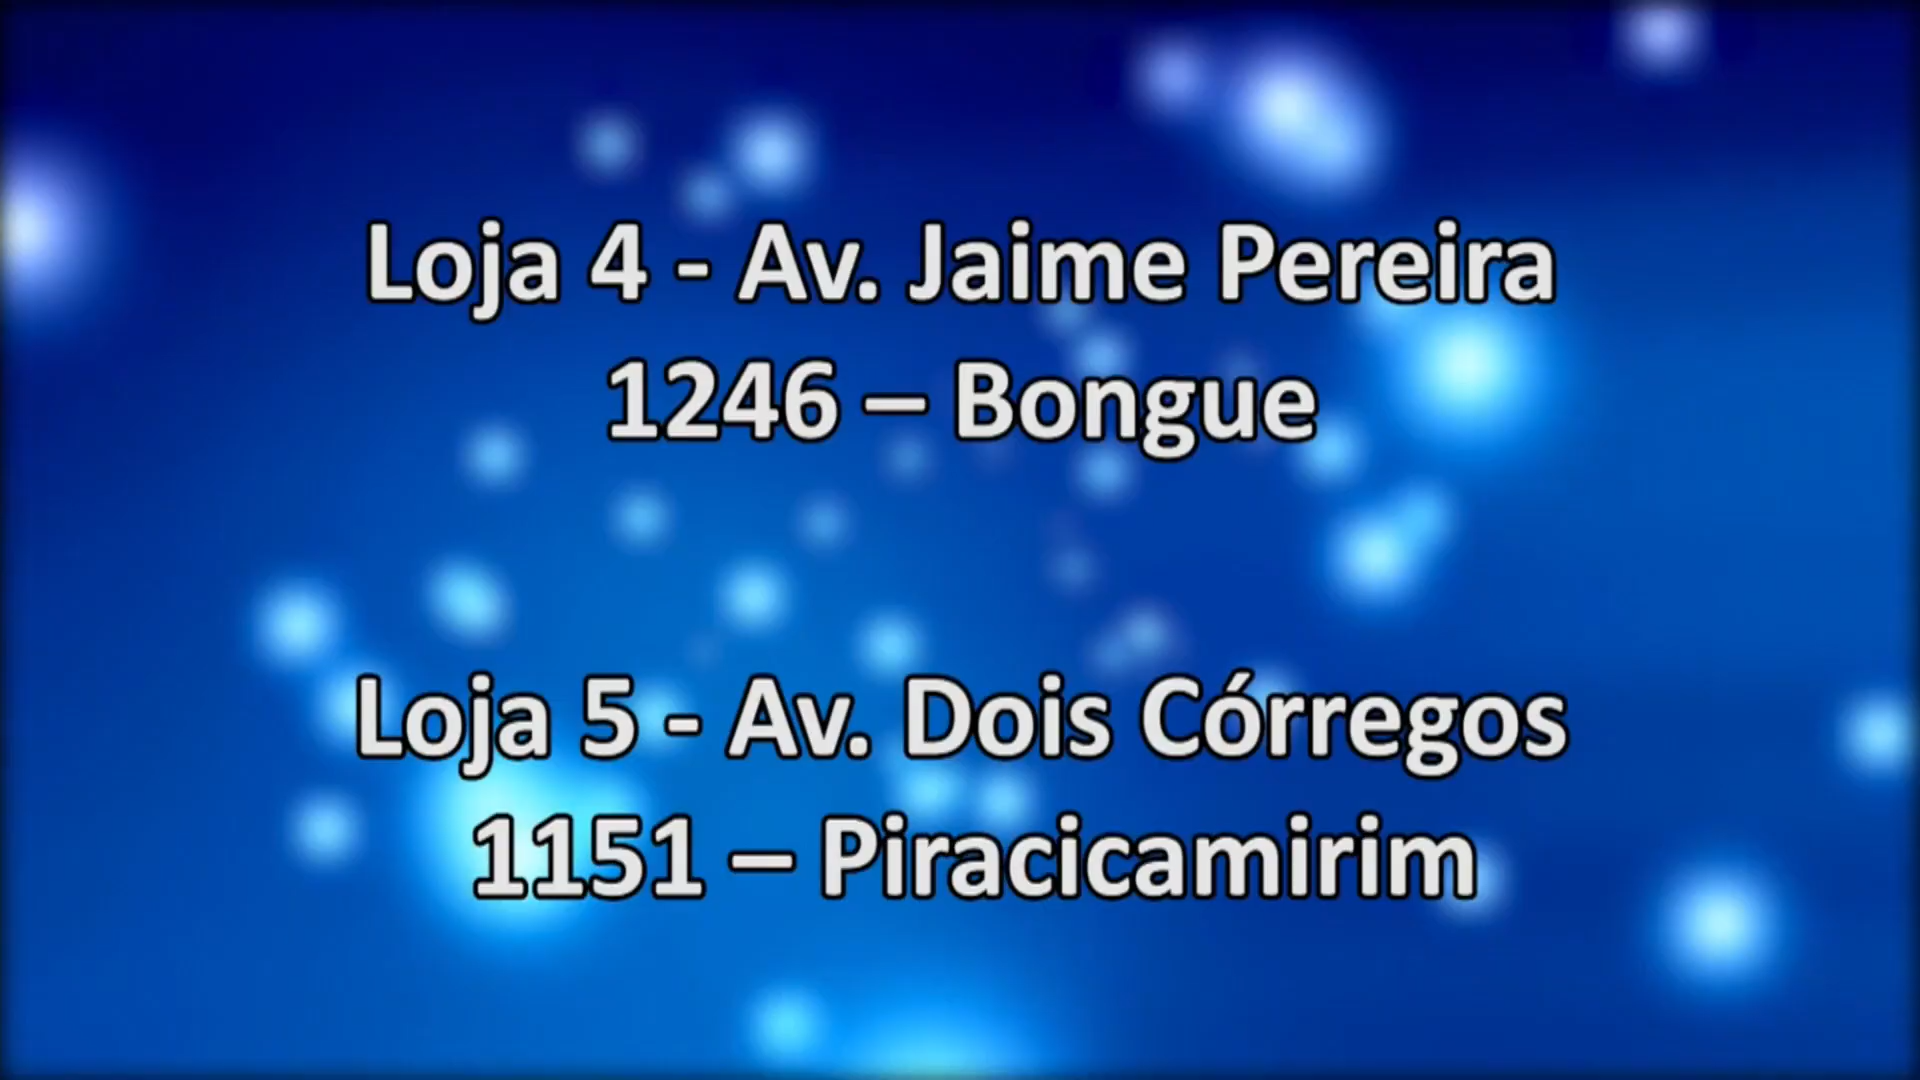 Loja 4 - Av. Jaime Pereira
1246 – Bongue
Loja 5 - Av. Dois Córregos
1151 – Piracicamirim